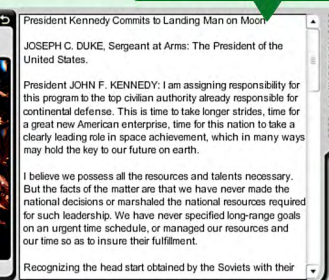 President Kennedy Commits to Landing Man on Moon
JOSEPH C. DUKE, Sergeant at Arms: The President of the
United States.
President JOHN F. KENNEDY: I am assigning responsibility for
this program to the top civilian authority already responsible for
continental defense. This is time to take longer strides, time for
a great new American enterprise, time for this nation to take a
clearly leading role in space achievement, which in many ways
may hold the key to our future on earth.
I believe we possess all the resources and talents necessary.
But the facts of the matter are that we have never made the
national decisions or marshaled the national resources required
for such leadership. We have never specified long-range goals
on an urgent time schedule, or managed our resources and
our time so as to insure their fulfillment.
Recognizing the head start obtained by the Soviets with their